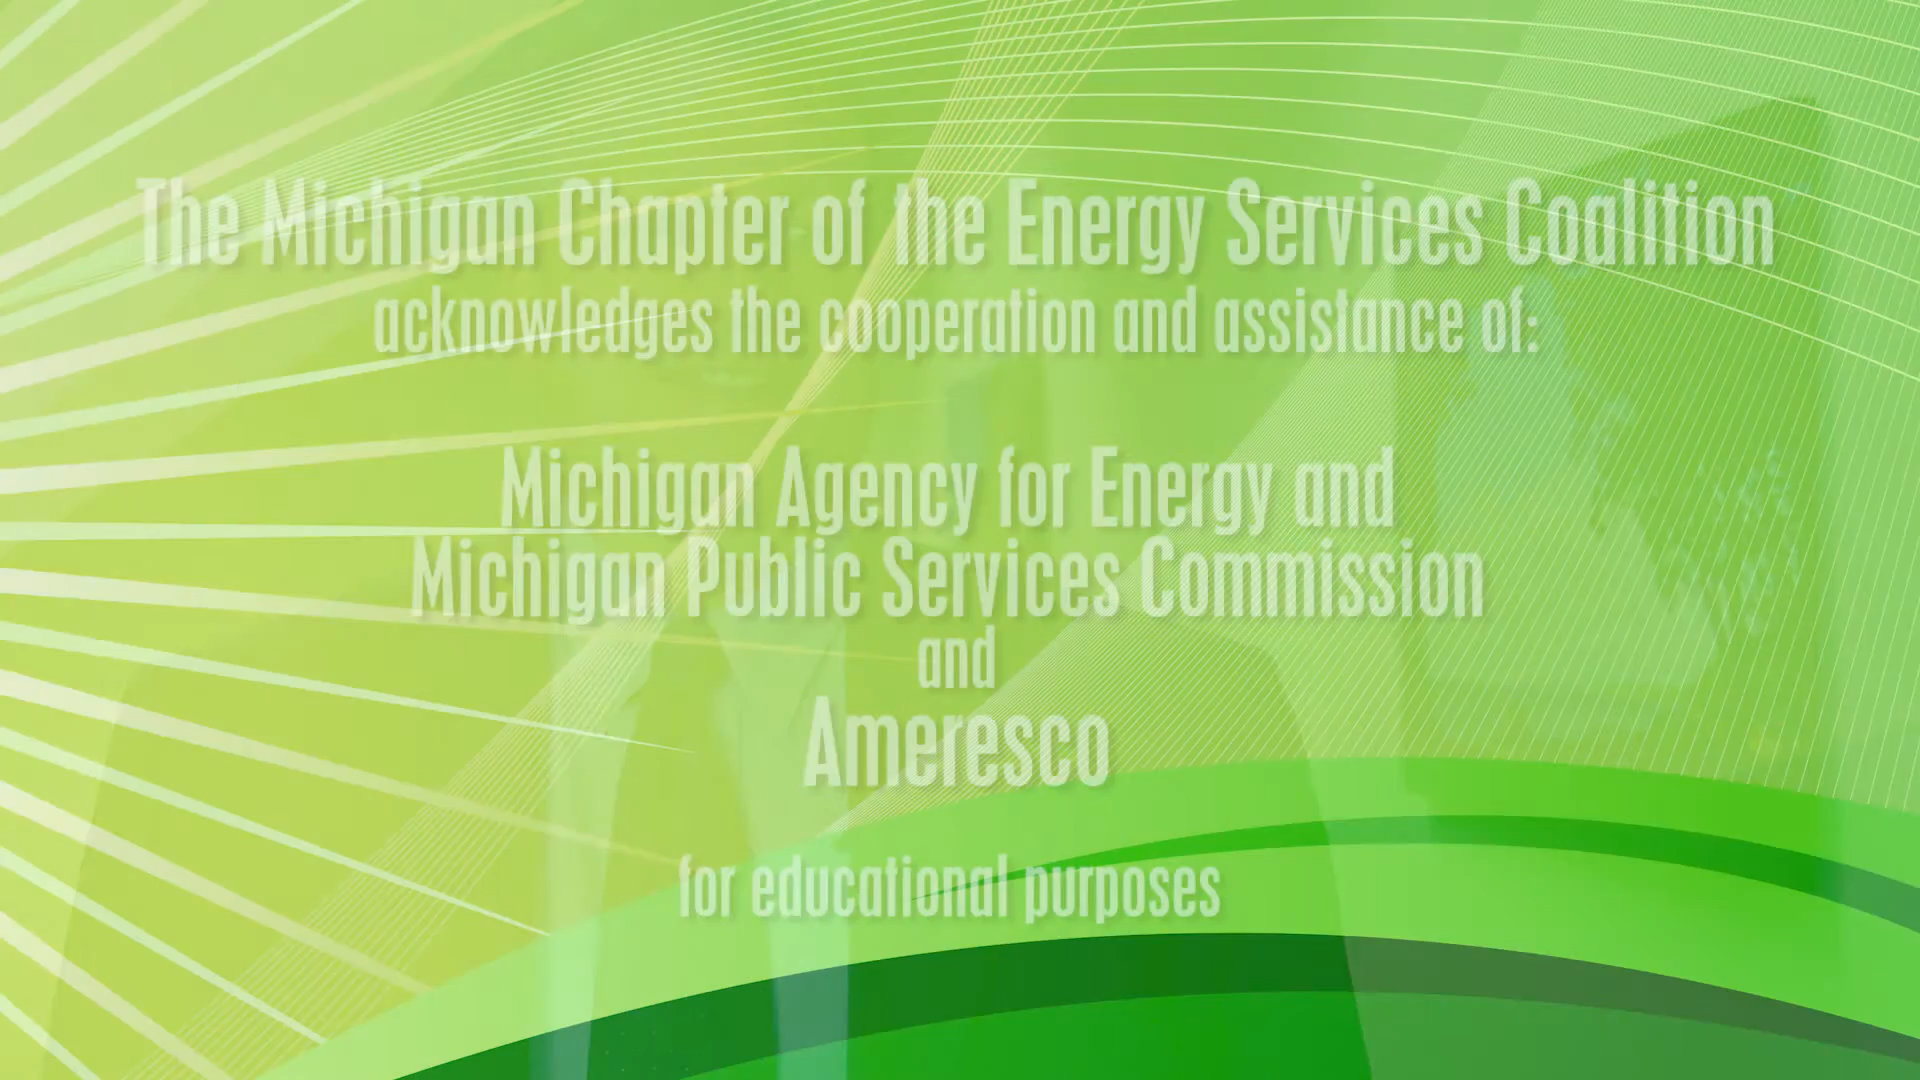 The Michigan Chapter of the Energy Services Coalition
acknowledges the cooperation and assistance of:
Michigan Agency for Energy and
Michigan Public Services Commission
and
Ameresco
for educational purposes